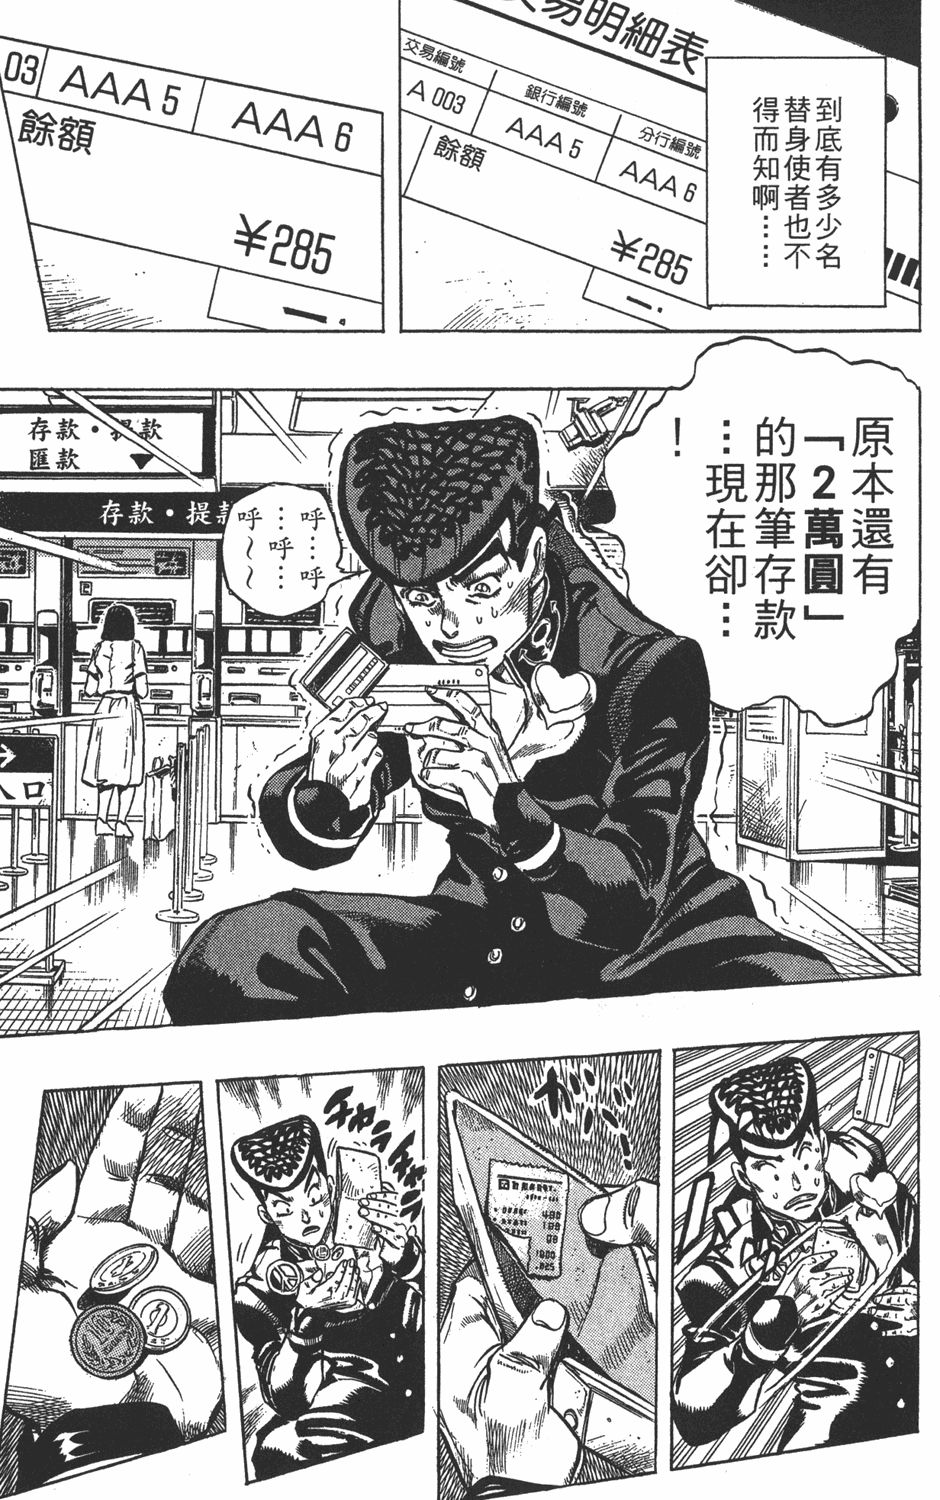 交易明細表
交易編號
銀行編號
分行編號
A 003
AAA 5
AAA 6
餘額
¥285
到底有多少名
替身使者也不
得而知啊……
03
AAA 5
AAA 6
餘額
¥285
原本還有
「2萬圓」
的那筆存款
…現在卻…
！
呼…呼
…呼…
呼～～
存款・提款
匯款
存款・提款
入口